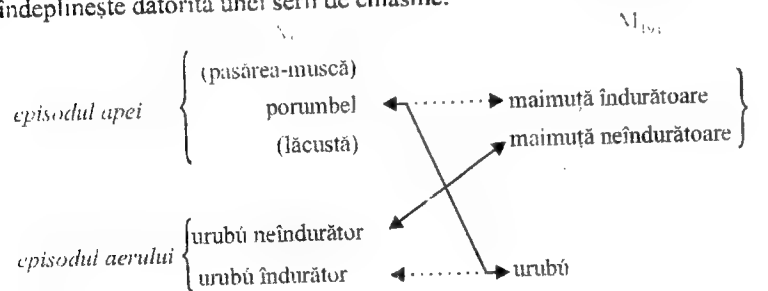 îndeplinește datorită unei serii de chiasme:
(pasărea-muscă)
episodul apei porumbel maimuță îndurătoare
(lăcustă) maimuță neîndurătoare
urubú neîndurător
episodul aerului
urubú îndurător urubú